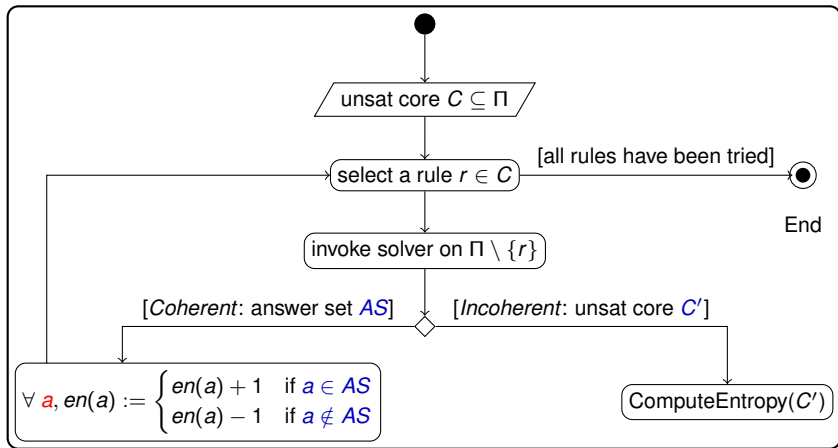 unsat core C ⊆ Π
[all rules have been tried]
select a rule r ∈ C
End
invoke solver on Π \ {r}
[Coherent: answer set AS]
[Incoherent: unsat core C′]
∀ a, en(a) := { en(a) + 1 if a ∈ AS
en(a) − 1 if a ∉ AS
ComputeEntropy(C′)